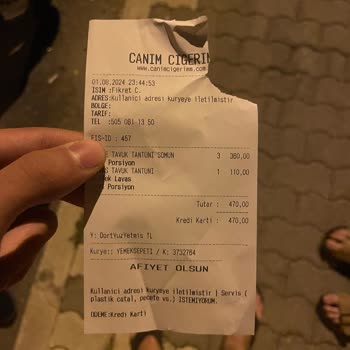 CANIM CIGERIM
www.canimcigerimm.com
01.08.2024 23:44:53
ISIM :Fikret C.
ADRES:Kullanici adresi kuryeye iletilmistir
BOLGE:
TARIF:
TEL :505 081 13 50
FIS-ID : 457
TAVUK TANTUNI SOMUN 3 360,00
Porsiyon
TAVUK TANTUNI 1 110,00
Lavas
Porsiyon
Tutar : 470,00
Kredi Karti : 470,00
Y: DortYuzYetmis TL
Kurye:: YEMEKSEPETI / K: 3732764
AFIYET OLSUN
Kullanici adresi kuryeye iletilmistir | Servis (
plastik catal, pecete vs.) ISTEMIYORUM.
ODEME:Kredi Karti